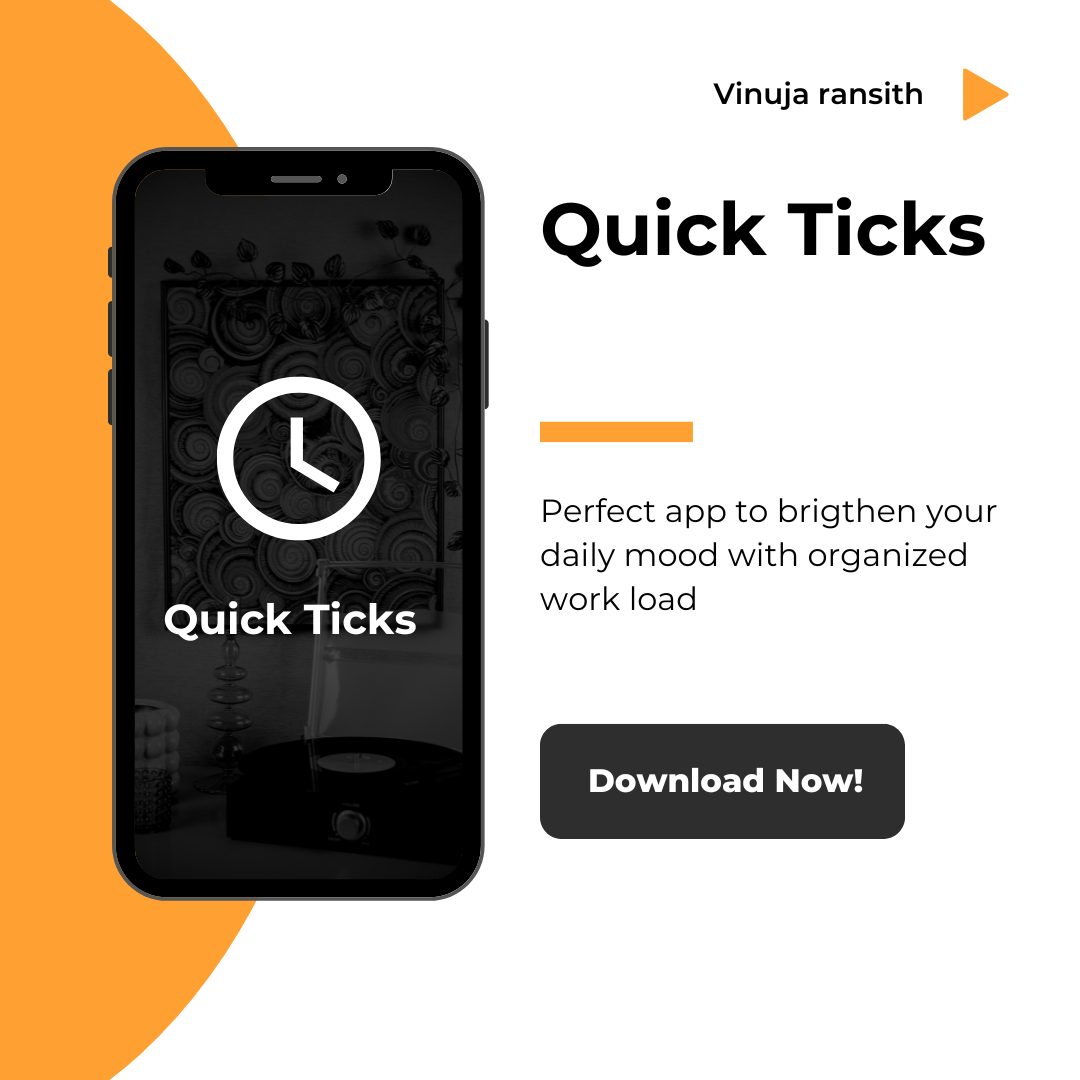 Vinuja ransith
Quick Ticks
Perfect app to brigthen your
daily mood with organized
work load
Download Now!
Quick Ticks